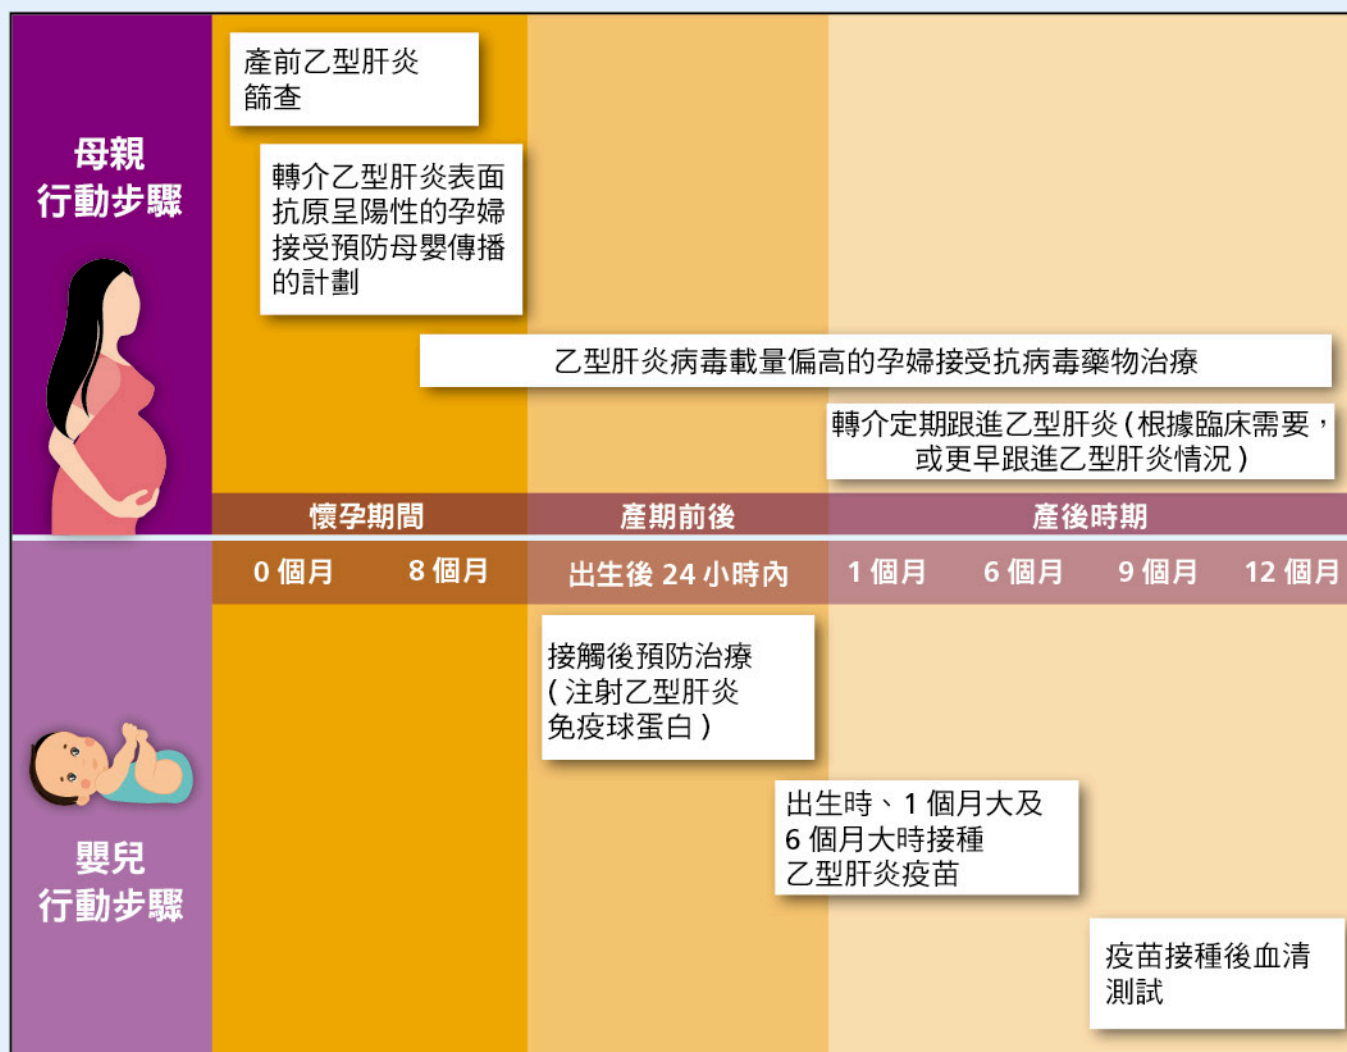 母親
行動步驟
產前乙型肝炎
篩查
轉介乙型肝炎表面
抗原呈陽性的孕婦
接受預防母嬰傳播
的計劃
乙型肝炎病毒載量偏高的孕婦接受抗病毒藥物治療
轉介定期跟進乙型肝炎(根據臨床需要，
或更早跟進乙型肝炎情況)
懷孕期間 產期前後 產後時期
0 個月 8 個月 出生後 24 小時內 1 個月 6 個月 9 個月 12 個月
嬰兒
行動步驟
接觸後預防治療
(注射乙型肝炎
免疫球蛋白)
出生時、1 個月大及
6 個月大時接種
乙型肝炎疫苗
疫苗接種後血清
測試